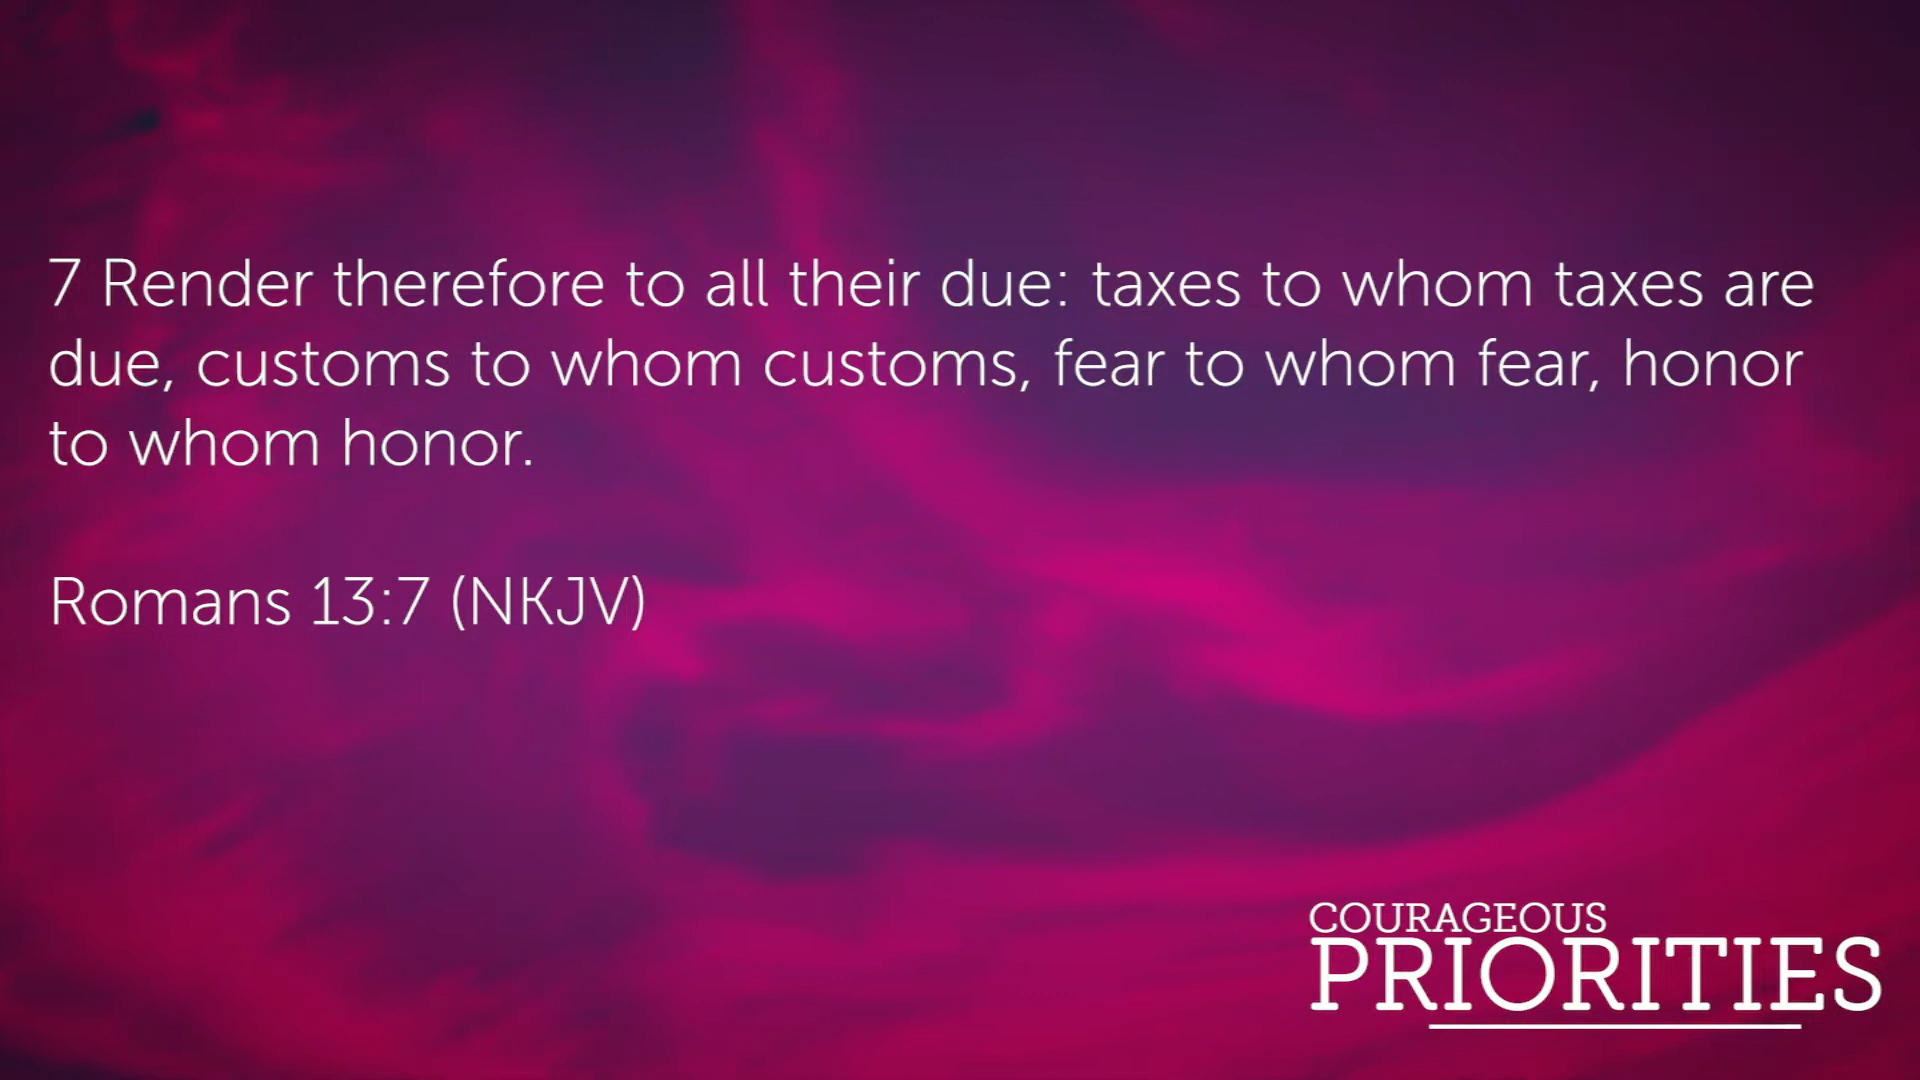 7 Render therefore to all their due: taxes to whom taxes are
due, customs to whom customs, fear to whom fear, honor
to whom honor.
Romans 13:7 (NKJV)
COURAGEOUS
PRIORITIES